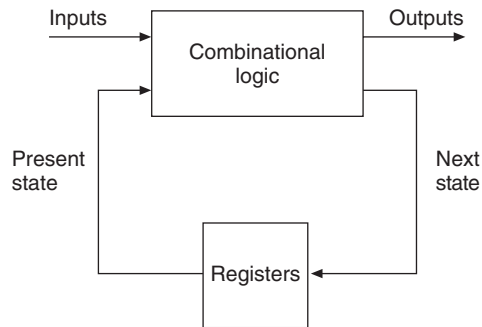 Inputs
Outputs
Combinational
logic
Present
state
Next
state
Registers